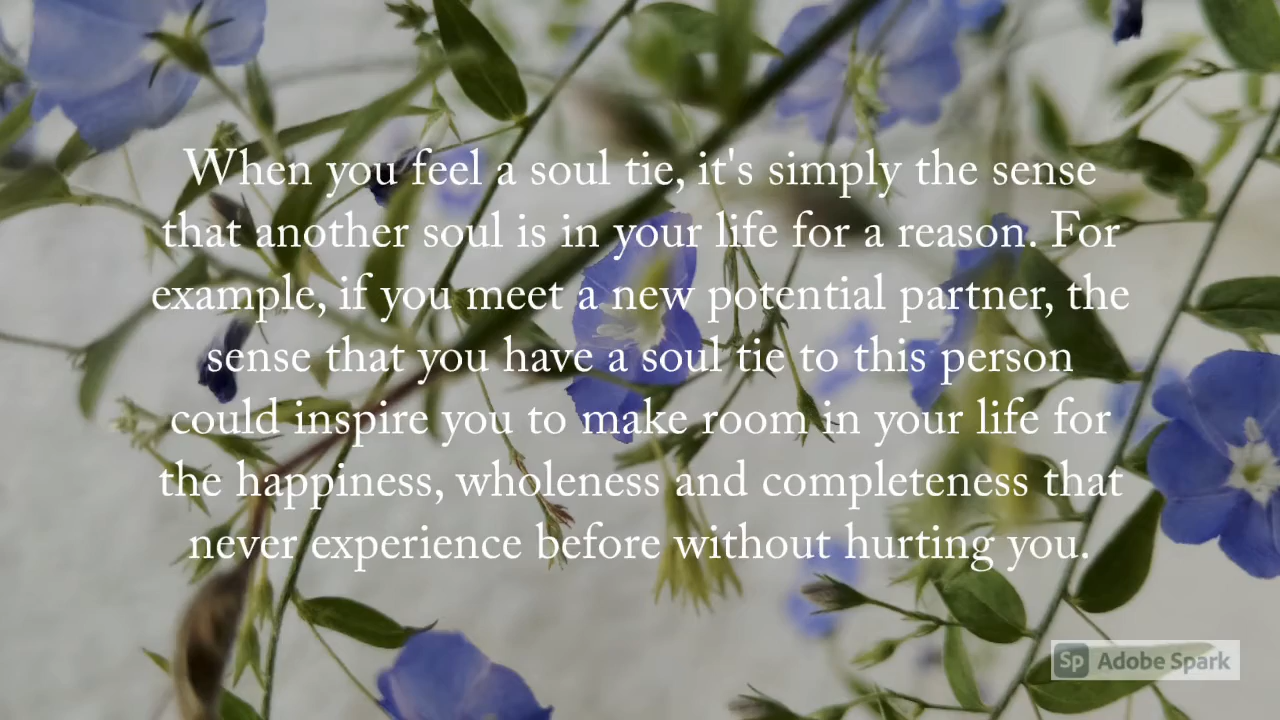 When you feel a soul tie, it's simply the sense
that another soul is in your life for a reason. For
example, if you meet a new potential partner, the
sense that you have a soul tie to this person
could inspire you to make room in your life for
the happiness, wholeness and completeness that
never experience before without hurting you.
Sp Adobe Spark